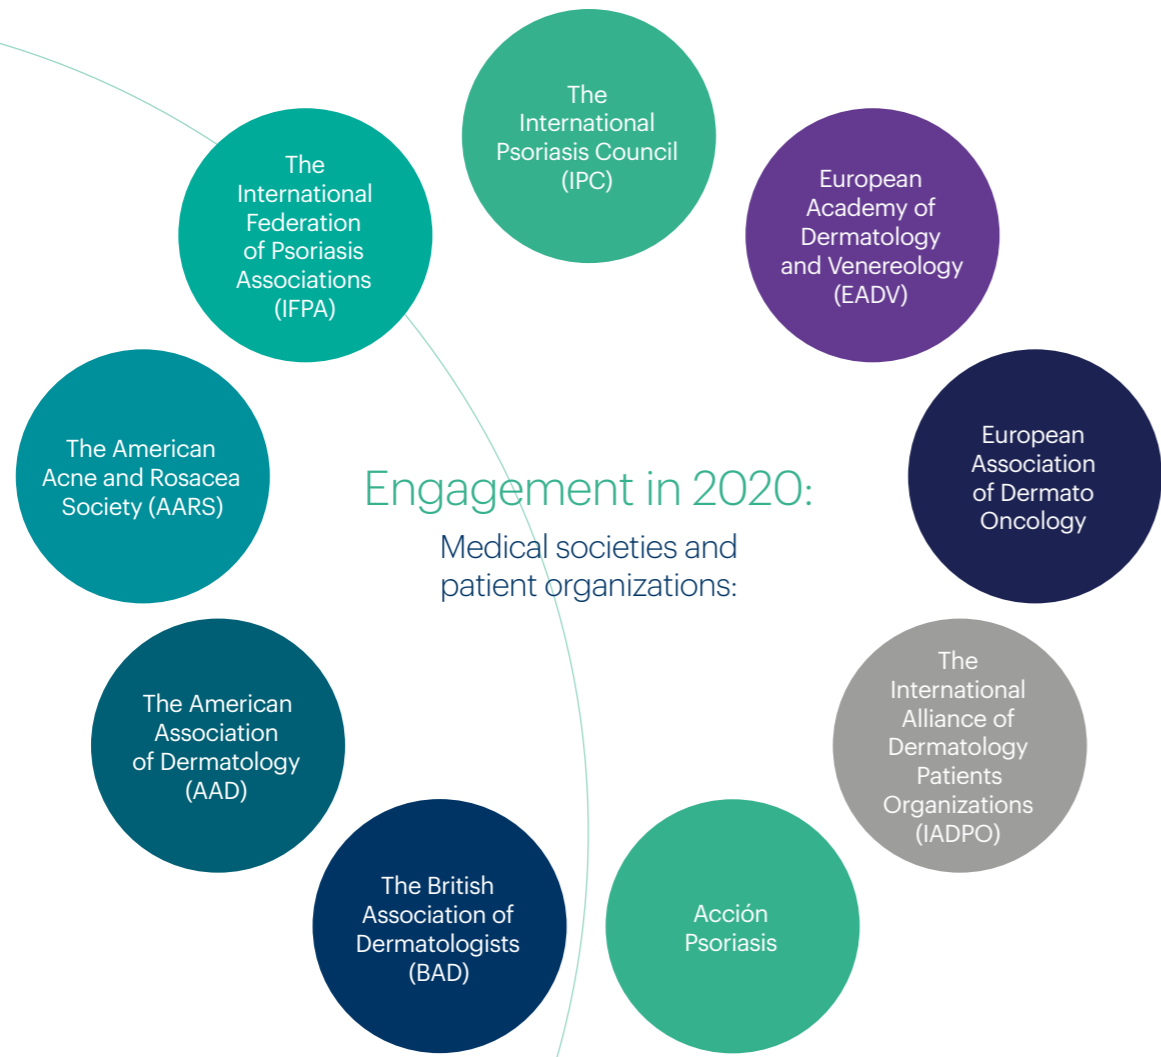 The
International
Psoriasis Council
(IPC)
European
Academy of
Dermatology
and Venereology
(EADV)
European
Association
of Dermato
Oncology
The
International
Alliance of
Dermatology
Patients
Organizations
(IADPO)
Acción
Psoriasis
The British
Association of
Dermatologists
(BAD)
The American
Association
of Dermatology
(AAD)
The American
Acne and Rosacea
Society (AARS)
The
International
Federation
of Psoriasis
Associations
(IFPA)
Engagement in 2020:
Medical societies and
patient organizations: